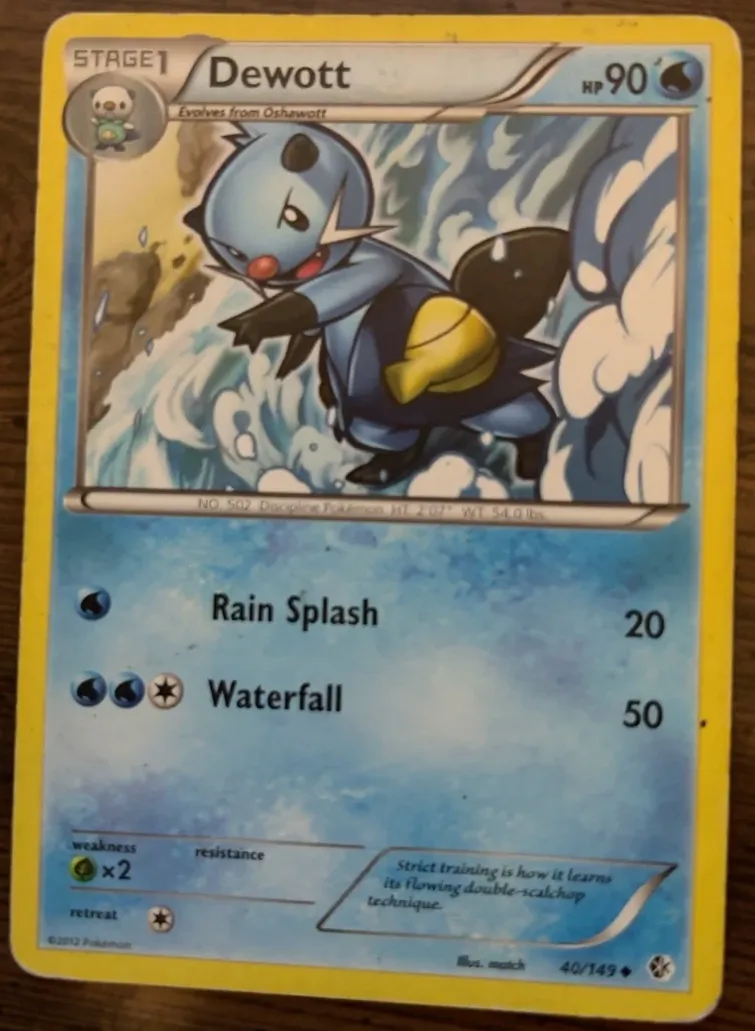 STAGE1
Dewott
HP 90
Evolves from Oshawott
NO. 502 Discipline Pokémon HT: 2'07" WT: 54.0 lbs.
Rain Splash 20
Waterfall 50
weakness
resistance
×2
Strict training is how it learns
its flowing double-scalchop
technique.
retreat
©2012 Pokémon
Illus. match
40/149